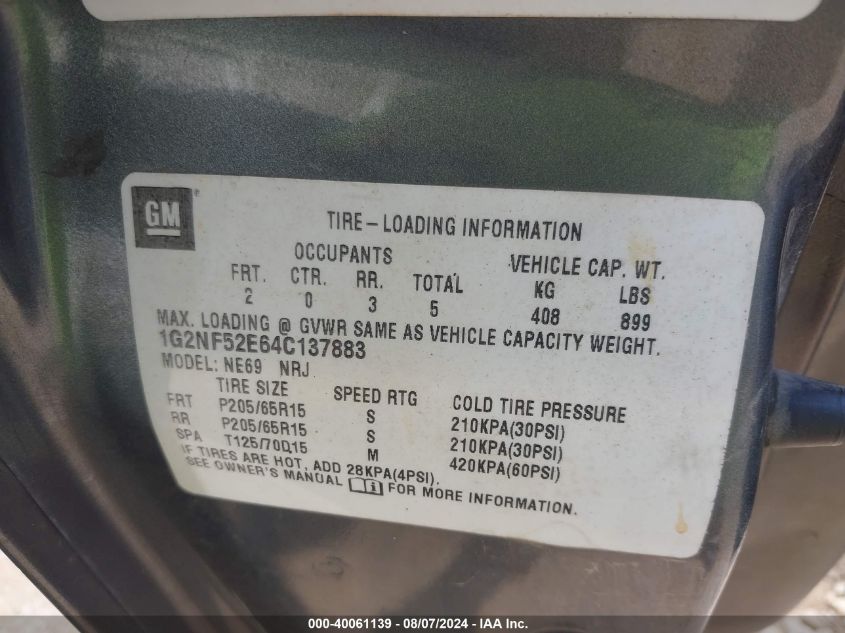 GM
TIRE-LOADING INFORMATION
OCCUPANTS VEHICLE CAP. WT.
FRT. CTR. RR. TOTAL KG LBS
2 0 3 5 408 899
MAX. LOADING @ GVWR SAME AS VEHICLE CAPACITY WEIGHT.
1G2NF52E64C137883
MODEL: NE69 NRJ
TIRE SIZE SPEED RTG COLD TIRE PRESSURE
FRT P205/65R15 S 210KPA(30PSI)
RR P205/65R15 S 210KPA(30PSI)
SPA T125/70D15 M 420KPA(60PSI)
IF TIRES ARE HOT, ADD 28KPA(4PSI).
SEE OWNER'S MANUAL FOR MORE INFORMATION.
000-40061139 - 08/07/2024 - IAA Inc.